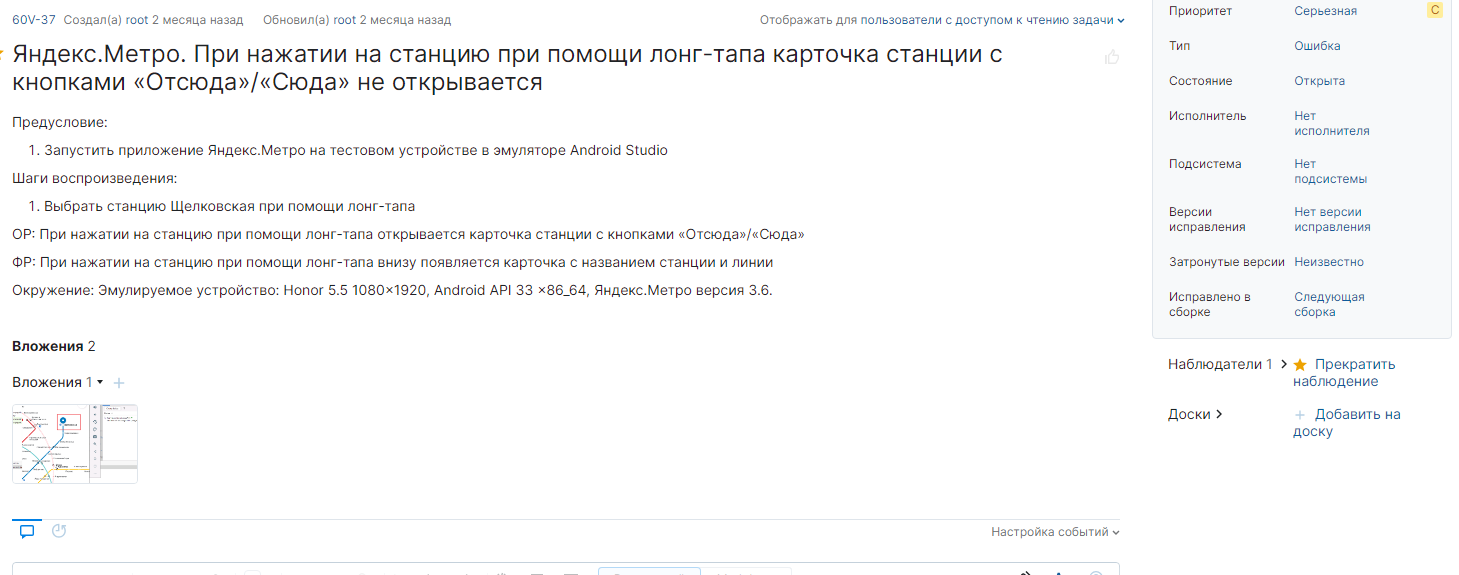 60V-37 Создал(а) root 2 месяца назад Обновил(а) root 2 месяца назад Отображать для пользователи с доступом к чтению задачи
Яндекс.Метро. При нажатии на станцию при помощи лонг-тапа карточка станции с
кнопками «Отсюда»/«Сюда» не открывается
Предусловие:
1. Запустить приложение Яндекс.Метро на тестовом устройстве в эмуляторе Android Studio
Шаги воспроизведения:
1. Выбрать станцию Щелковская при помощи лонг-тапа
ОР: При нажатии на станцию при помощи лонг-тапа открывается карточка станции с кнопками «Отсюда»/«Сюда»
ФР: При нажатии на станцию при помощи лонг-тапа внизу появляется карточка с названием станции и линии
Окружение: Эмулируемое устройство: Honor 5.5 1080×1920, Android API 33 ×86_64, Яндекс.Метро версия 3.6.
Вложения 2
Вложения 1
Настройка событий
Приоритет Серьезная С
Тип Ошибка
Состояние Открыта
Исполнитель Нет
исполнителя
Подсистема Нет
подсистемы
Версии Нет версии
исправления исправления
Затронутые версии Неизвестно
Исправлено в Следующая
сборке сборка
Наблюдатели 1 Прекратить
наблюдение
Доски Добавить на
доску